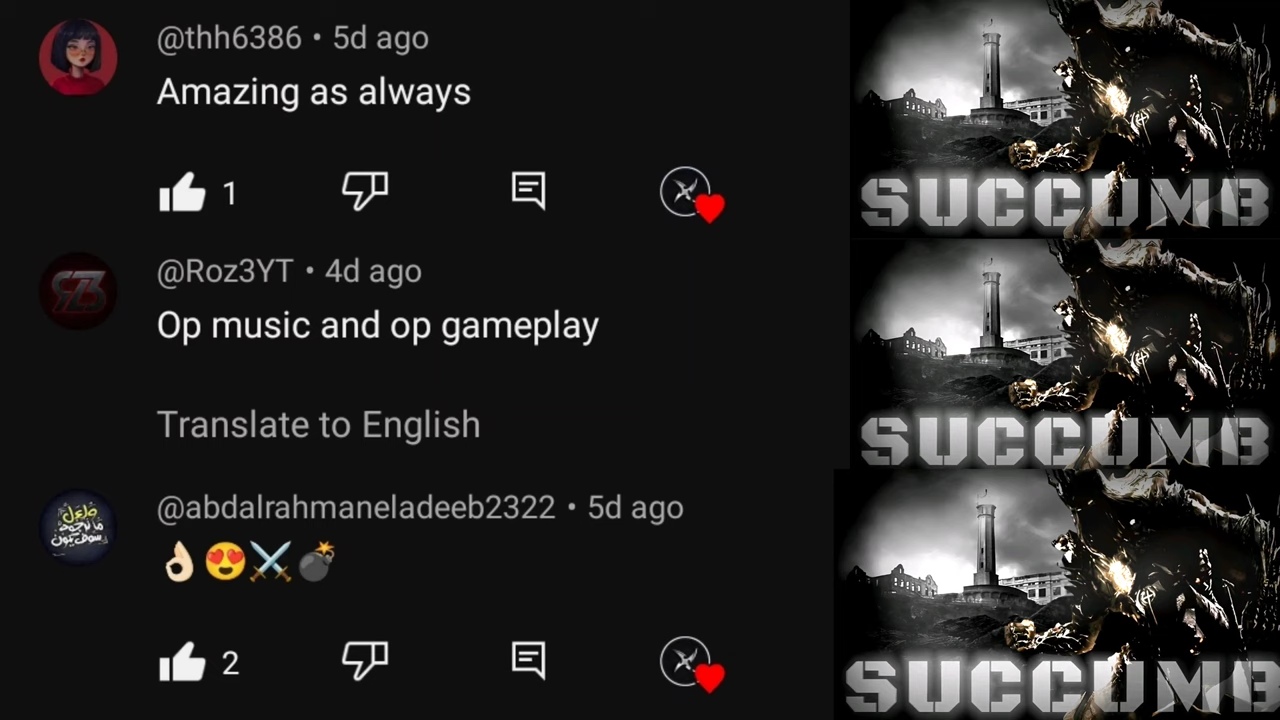 @thh6386 • 5d ago
Amazing as always
1
SUCCUMB
@Roz3YT • 4d ago
Op music and op gameplay
Translate to English
SUCCUMB
@abdalrahmaneladeeb2322 • 5d ago
👌🏻😍⚔️💣
2
SUCCUMB